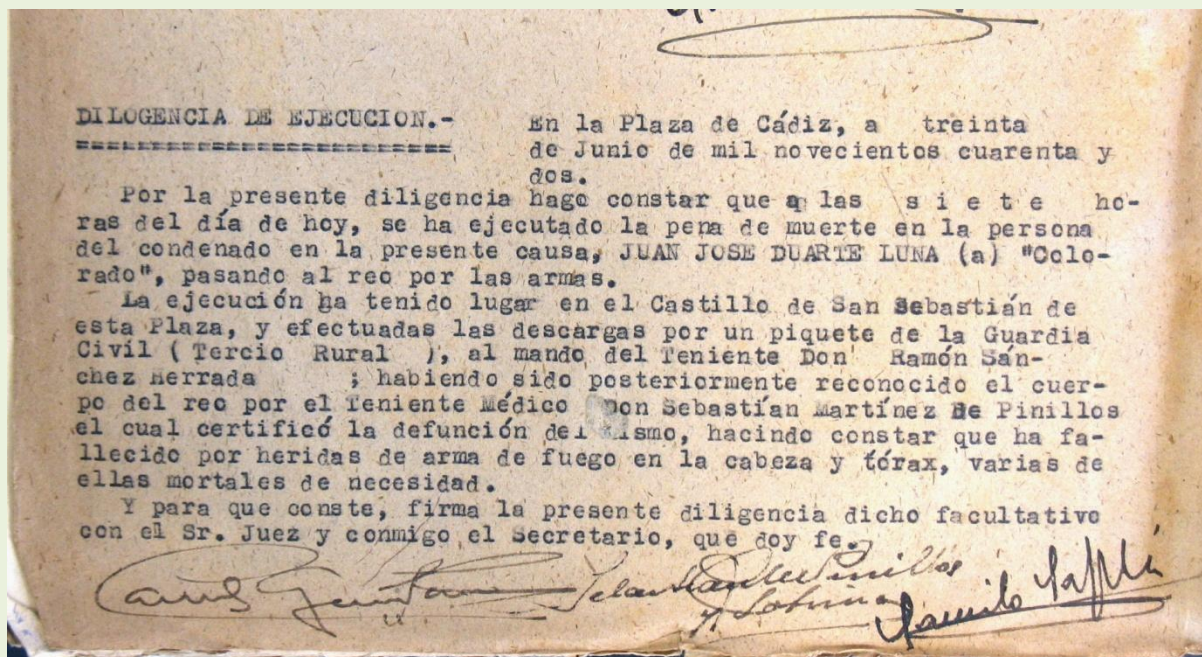 DILOGENCIA DE EJECUCION.-
En la Plaza de Cádiz, a treinta
de Junio de mil novecientos cuarenta y
dos.
Por la presente diligencia hago constar que a las s i e t e ho-
ras del día de hoy, se ha ejecutado la pena de muerte en la persona
del condenado en la presente causa, JUAN JOSE DUARTE LUNA (a) "Colo-
rado", pasando al reo por las armas.
La ejecución ha tenido lugar en el Castillo de San Sebastián de
esta Plaza, y efectuadas las descargas por un piquete de la Guardia
Civil ( Tercio Rural ), al mando del Teniente Don Ramón Sán-
chez Herrada ; habiendo sido posteriormente reconocido el cuer-
po del reo por el Teniente Médico Don Sebastían Martínez De Pinillos
el cual certificó la defunción del mismo, hacindo constar que ha fa-
llecido por heridas de arma de fuego en la cabeza y tórax, varias de
ellas mortales de necesidad.
Y para que conste, firma la presente diligencia dicho facultativo
con el Sr. Juez y conmigo el Secretario, que doy fe.